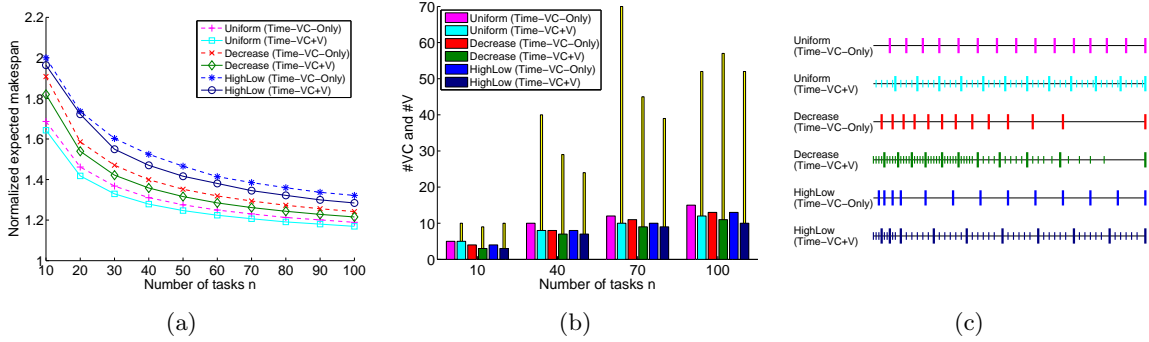 2.2
2
1.8
1.6
1.4
1.2
1
10 20 30 40 50 60 70 80 90 100
Number of tasks n
Normalized expected makespan
Uniform (Time−VC−Only)
Uniform (Time−VC+V)
Decrease (Time−VC−Only)
Decrease (Time−VC+V)
HighLow (Time−VC−Only)
HighLow (Time−VC+V)
(a)
70
60
50
40
30
20
10
0
10 40 70 100
Number of tasks n
#VC and #V
Uniform (Time−VC−Only)
Uniform (Time−VC+V)
Decrease (Time−VC−Only)
Decrease (Time−VC+V)
HighLow (Time−VC−Only)
HighLow (Time−VC+V)
(b)
Uniform
(Time−VC−Only)
Uniform
(Time−VC+V)
Decrease
(Time−VC−Only)
Decrease
(Time−VC+V)
HighLow
(Time−VC−Only)
HighLow
(Time−VC+V)
(c)